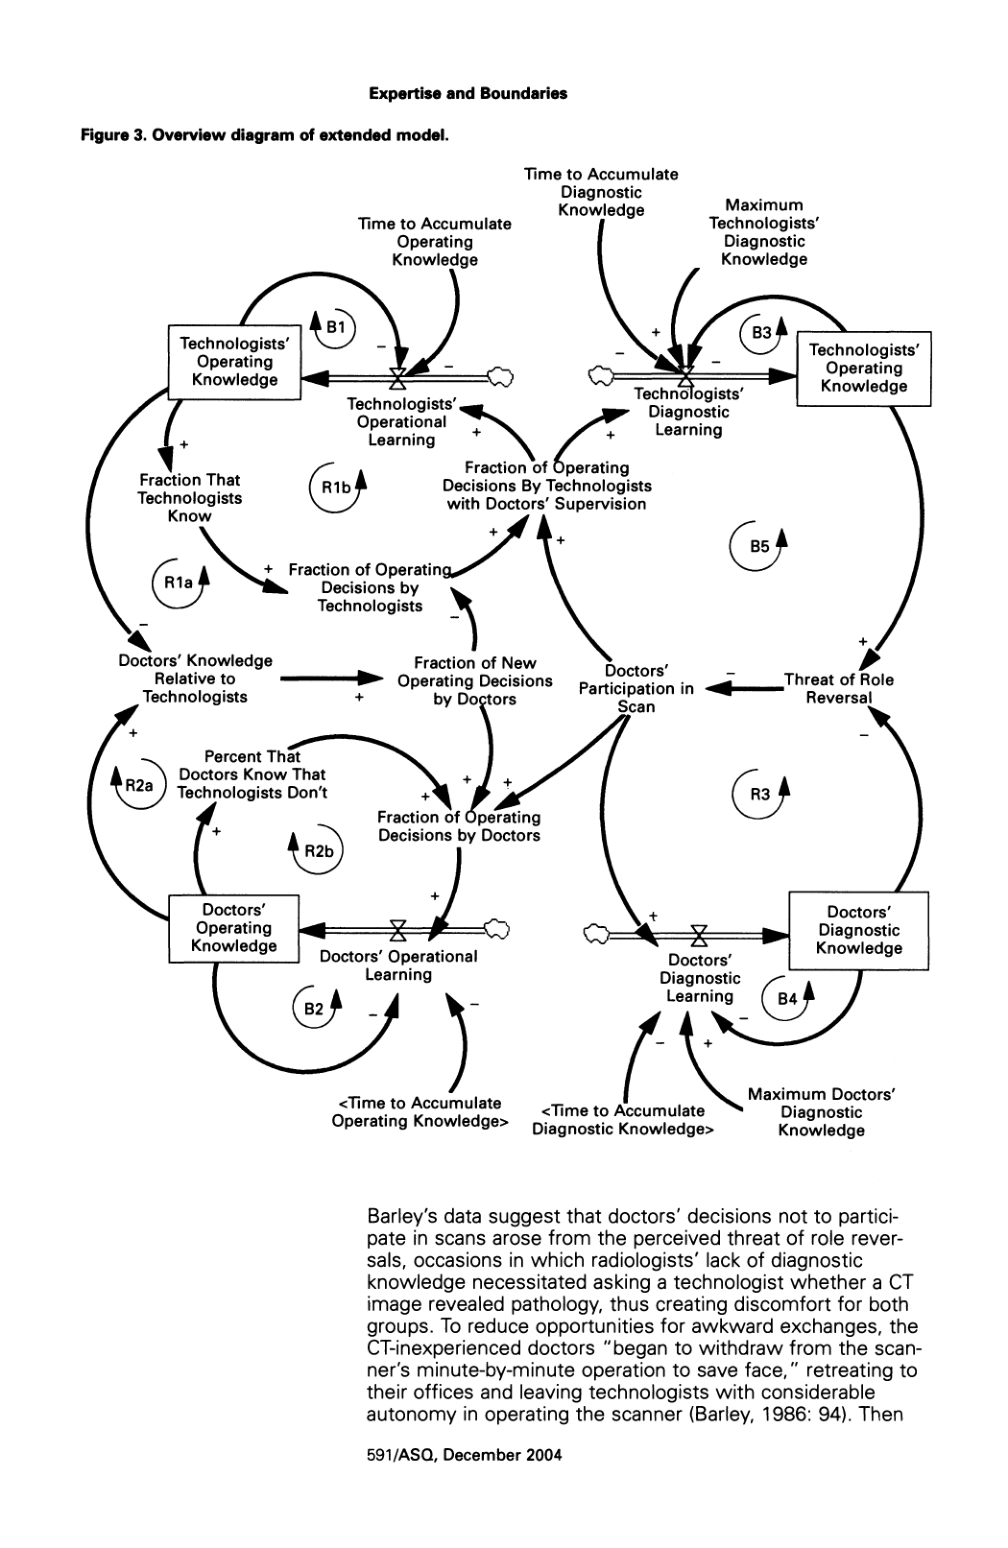 Expertise and Boundaries
Figure 3. Overview diagram of extended model.
Time to Accumulate
Diagnostic
Knowledge
Maximum
Technologists'
Diagnostic
Knowledge
Time to Accumulate
Operating
Knowledge
B1
B3
+
−
−
−
−
Technologists'
Operating
Knowledge
Technologists'
Operating
Knowledge
Technologists'
Operational
Learning
Technologists'
Diagnostic
Learning
+
+
+
Fraction That
Technologists
Know
R1b
Fraction of Operating
Decisions By Technologists
with Doctors' Supervision
+
+
B5
R1a
+
Fraction of Operating
Decisions by
Technologists
−
−
+
Doctors' Knowledge
Relative to
Technologists
+
Fraction of New
Operating Decisions
by Doctors
Doctors'
Participation in
Scan
−
Threat of Role
Reversal
+
−
R2a
Percent That
Doctors Know That
Technologists Don't
+
+
+
+
R3
Fraction of Operating
Decisions by Doctors
R2b
+
+
Doctors'
Operating
Knowledge
Doctors'
Diagnostic
Knowledge
Doctors' Operational
Learning
Doctors'
Diagnostic
Learning
B2
B4
−
−
−
−
+
<Time to Accumulate
Operating Knowledge>
<Time to Accumulate
Diagnostic Knowledge>
Maximum Doctors'
Diagnostic
Knowledge
Barley's data suggest that doctors' decisions not to partici-
pate in scans arose from the perceived threat of role rever-
sals, occasions in which radiologists' lack of diagnostic
knowledge necessitated asking a technologist whether a CT
image revealed pathology, thus creating discomfort for both
groups. To reduce opportunities for awkward exchanges, the
CT-inexperienced doctors "began to withdraw from the scan-
ner's minute-by-minute operation to save face," retreating to
their offices and leaving technologists with considerable
autonomy in operating the scanner (Barley, 1986: 94). Then
591/ASQ, December 2004